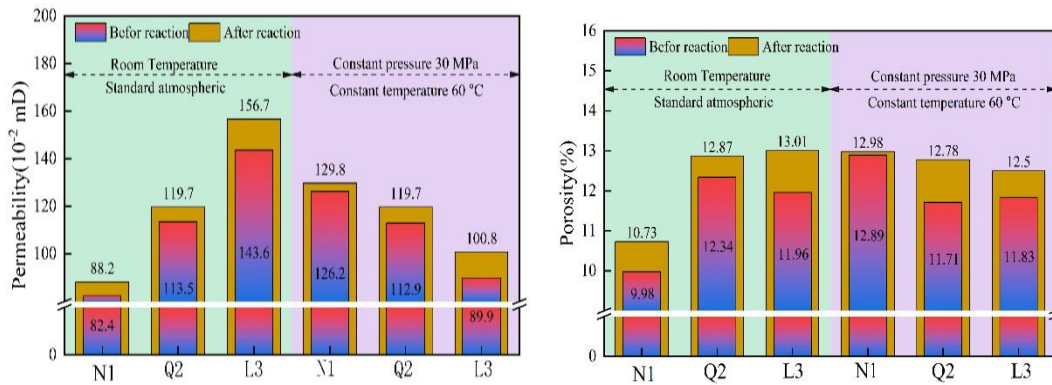 200
180
160
140
120
100
0
Permeability(10⁻² mD)
Befor reaction
After reaction
Room Temperature
Standard atmospheric
Constant pressure 30 MPa
Constant temperature 60 °C
88.2
82.4
119.7
113.5
156.7
143.6
129.8
126.2
119.7
112.9
100.8
89.9
N1
Q2
L3
N1
Q2
L3
16
15
14
13
12
11
10
0
Porosity(%)
Befor reaction
After reaction
Room Temperature
Standard atmospheric
Constant pressure 30 MPa
Constant temperature 60 °C
10.73
9.98
12.87
12.34
13.01
11.96
12.98
12.89
12.78
11.71
12.5
11.83
N1
Q2
L3
N1
Q2
L3